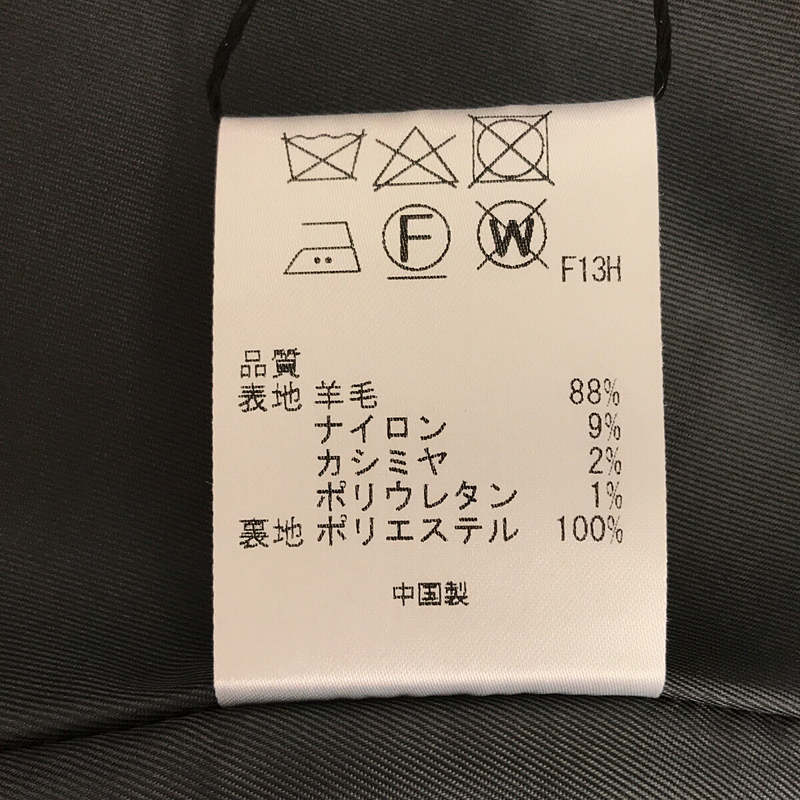 F W F13H
品質
表地 羊毛 88%
ナイロン 9%
カシミヤ 2%
ポリウレタン 1%
裏地 ポリエステル 100%
中国製